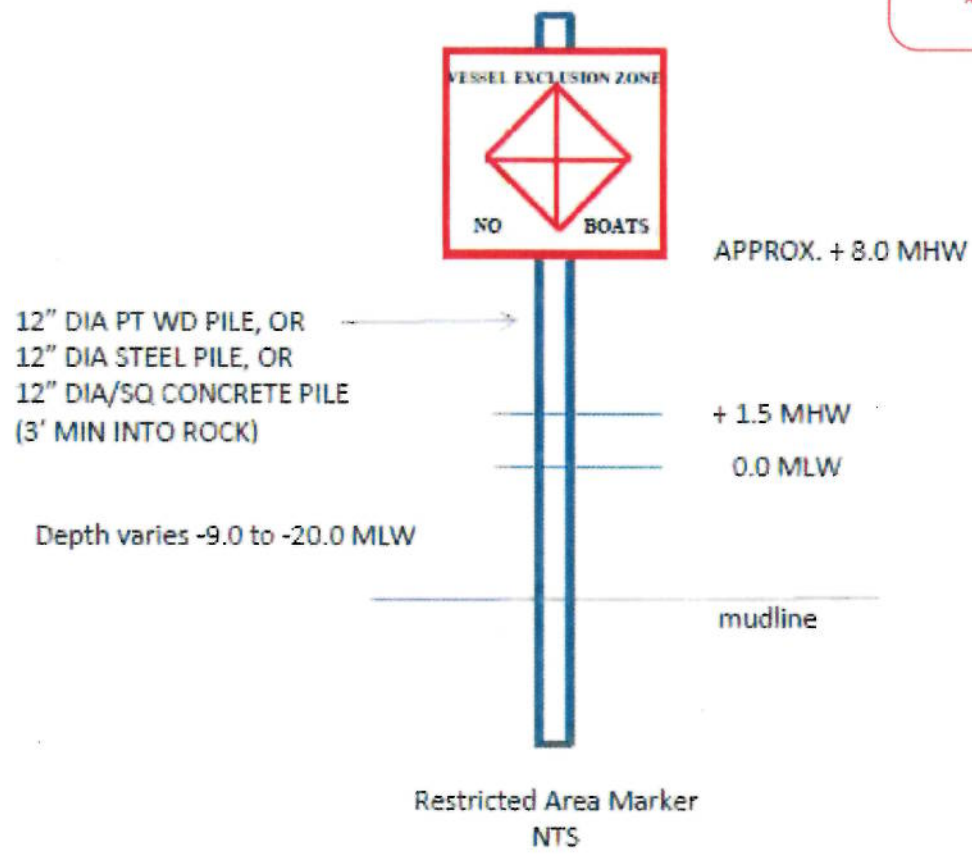 VESSEL EXCLUSION ZONE
NO BOATS
APPROX. + 8.0 MHW
12" DIA PT WD PILE, OR
12" DIA STEEL PILE, OR
12" DIA/SQ CONCRETE PILE
(3' MIN INTO ROCK)
+ 1.5 MHW
0.0 MLW
Depth varies -9.0 to -20.0 MLW
mudline
Restricted Area Marker
NTS